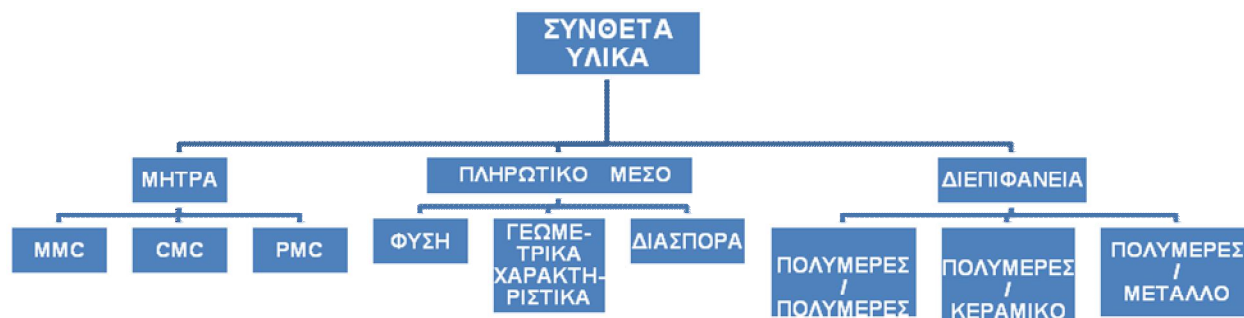 ΣΥΝΘΕΤΑ
ΥΛΙΚΑ
ΜΗΤΡΑ
ΠΛΗΡΩΤΙΚΟ ΜΕΣΟ
ΔΙΕΠΙΦΑΝΕΙΑ
MMC
CMC
PMC
ΦΥΣΗ
ΓΕΩΜΕ-
ΤΡΙΚΑ
ΧΑΡΑΚΤΗ-
ΡΙΣΤΙΚΑ
ΔΙΑΣΠΟΡΑ
ΠΟΛΥΜΕΡΕΣ
/
ΠΟΛΥΜΕΡΕΣ
ΠΟΛΥΜΕΡΕΣ
/
ΚΕΡΑΜΙΚΟ
ΠΟΛΥΜΕΡΕΣ
/
ΜΕΤΑΛΛΟ